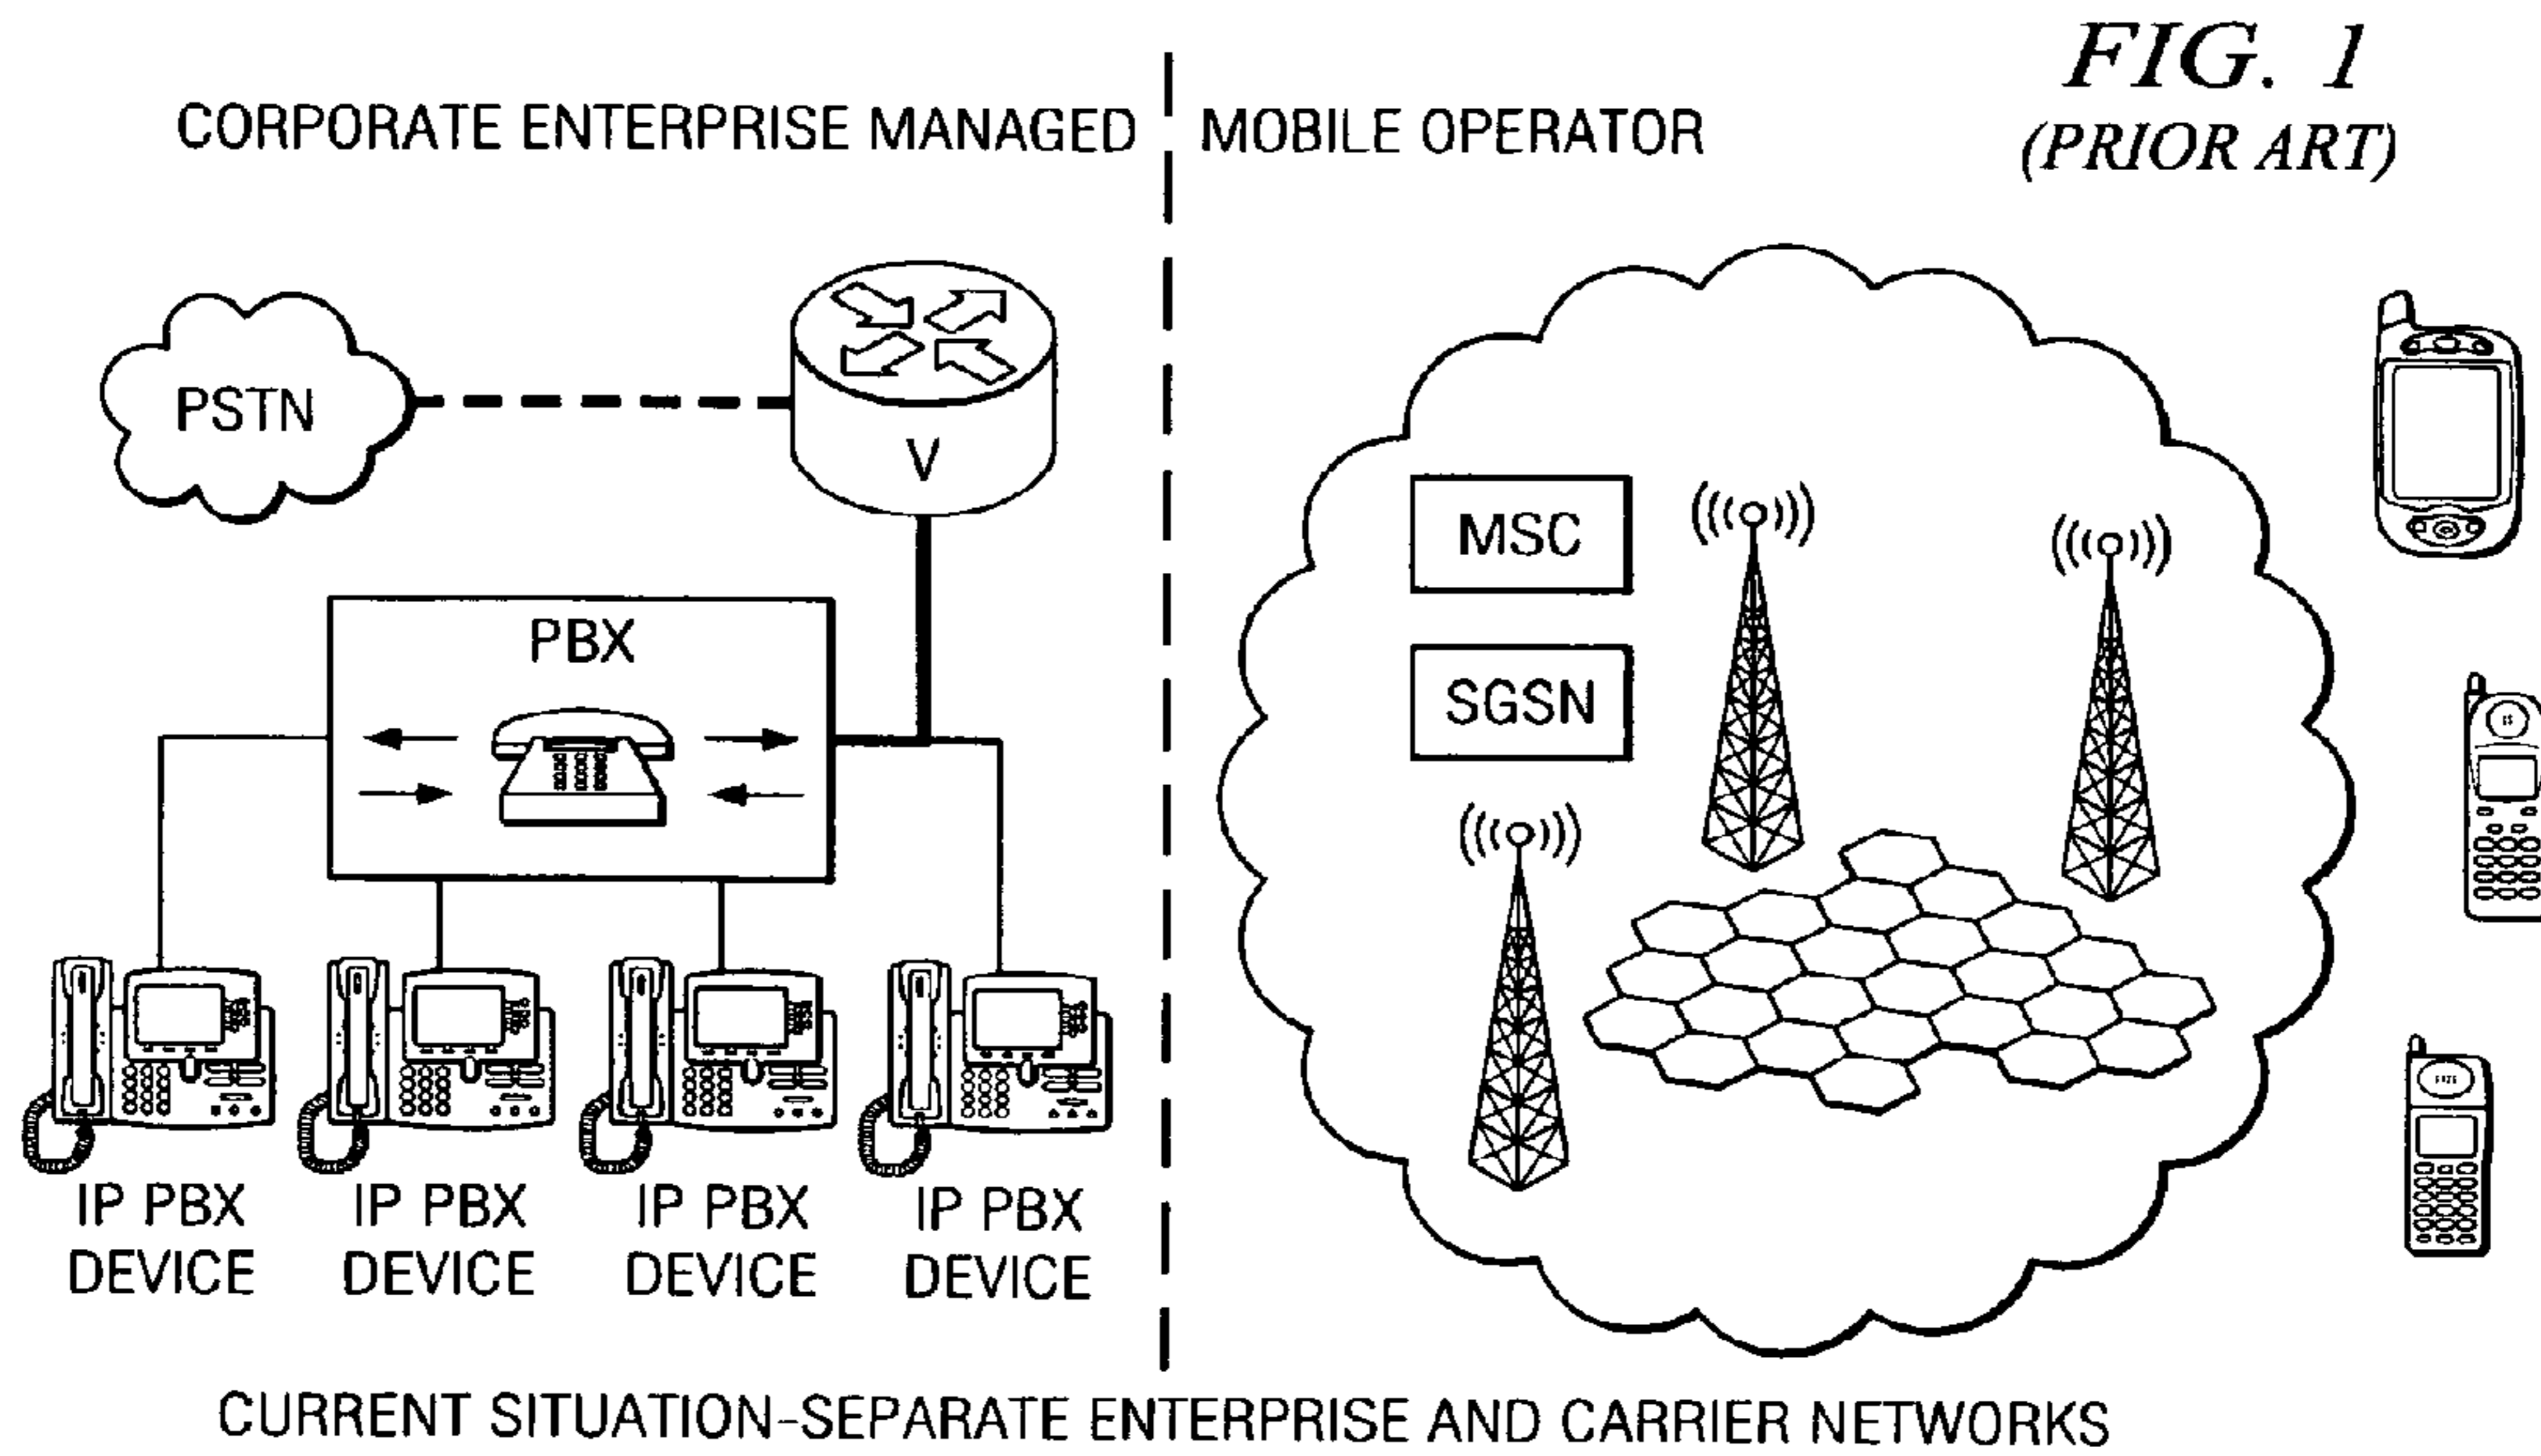 FIG. 1
(PRIOR ART)
CORPORATE ENTERPRISE MANAGED
MOBILE OPERATOR
PSTN
V
PBX
MSC
SGSN
IP PBX
DEVICE
IP PBX
DEVICE
IP PBX
DEVICE
IP PBX
DEVICE
CURRENT SITUATION-SEPARATE ENTERPRISE AND CARRIER NETWORKS